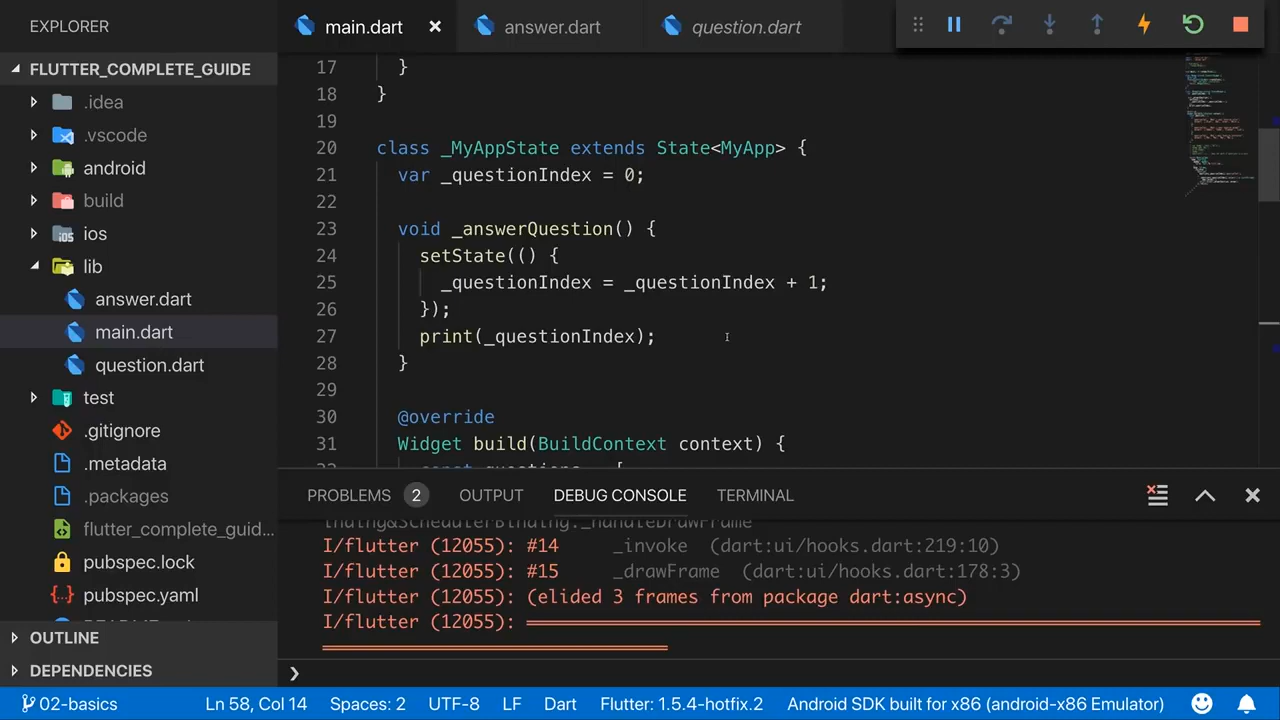 EXPLORER
main.dart
answer.dart
question.dart
FLUTTER_COMPLETE_GUIDE
.idea
.vscode
android
build
ios
lib
answer.dart
main.dart
question.dart
test
.gitignore
.metadata
.packages
flutter_complete_guid...
pubspec.lock
pubspec.yaml
OUTLINE
DEPENDENCIES
17 }
18 }
19
20 class _MyAppState extends State<MyApp> {
21 var _questionIndex = 0;
22
23 void _answerQuestion() {
24 setState(() {
25 _questionIndex = _questionIndex + 1;
26 });
27 print(_questionIndex);
28 }
29
30 @override
31 Widget build(BuildContext context) {
PROBLEMS 2 OUTPUT DEBUG CONSOLE TERMINAL
I/flutter (12055): #14 _invoke (dart:ui/hooks.dart:219:10)
I/flutter (12055): #15 _drawFrame (dart:ui/hooks.dart:178:3)
I/flutter (12055): (elided 3 frames from package dart:async)
I/flutter (12055): ════════════════════════════════
════════════════
❯
02-basics Ln 58, Col 14 Spaces: 2 UTF-8 LF Dart Flutter: 1.5.4-hotfix.2 Android SDK built for x86 (android-x86 Emulator)